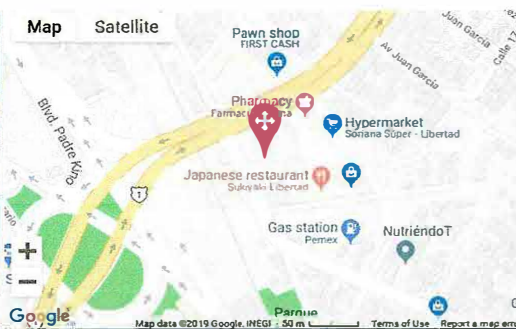 Map Satellite
Pawn shop
FIRST CASH
Juan García
Av Juan García
Calle 17
Pharmacy
Hypermarket
Soriana Súper - Libertad
Blvd. Padre Kino
Japanese restaurant
Sukiyaki Libertad
1
Gas station
Pemex
NutriéndoT
+
−
Google
Parque
Map data ©2019 Google, INEGI
50 m
Terms of Use
Report a map